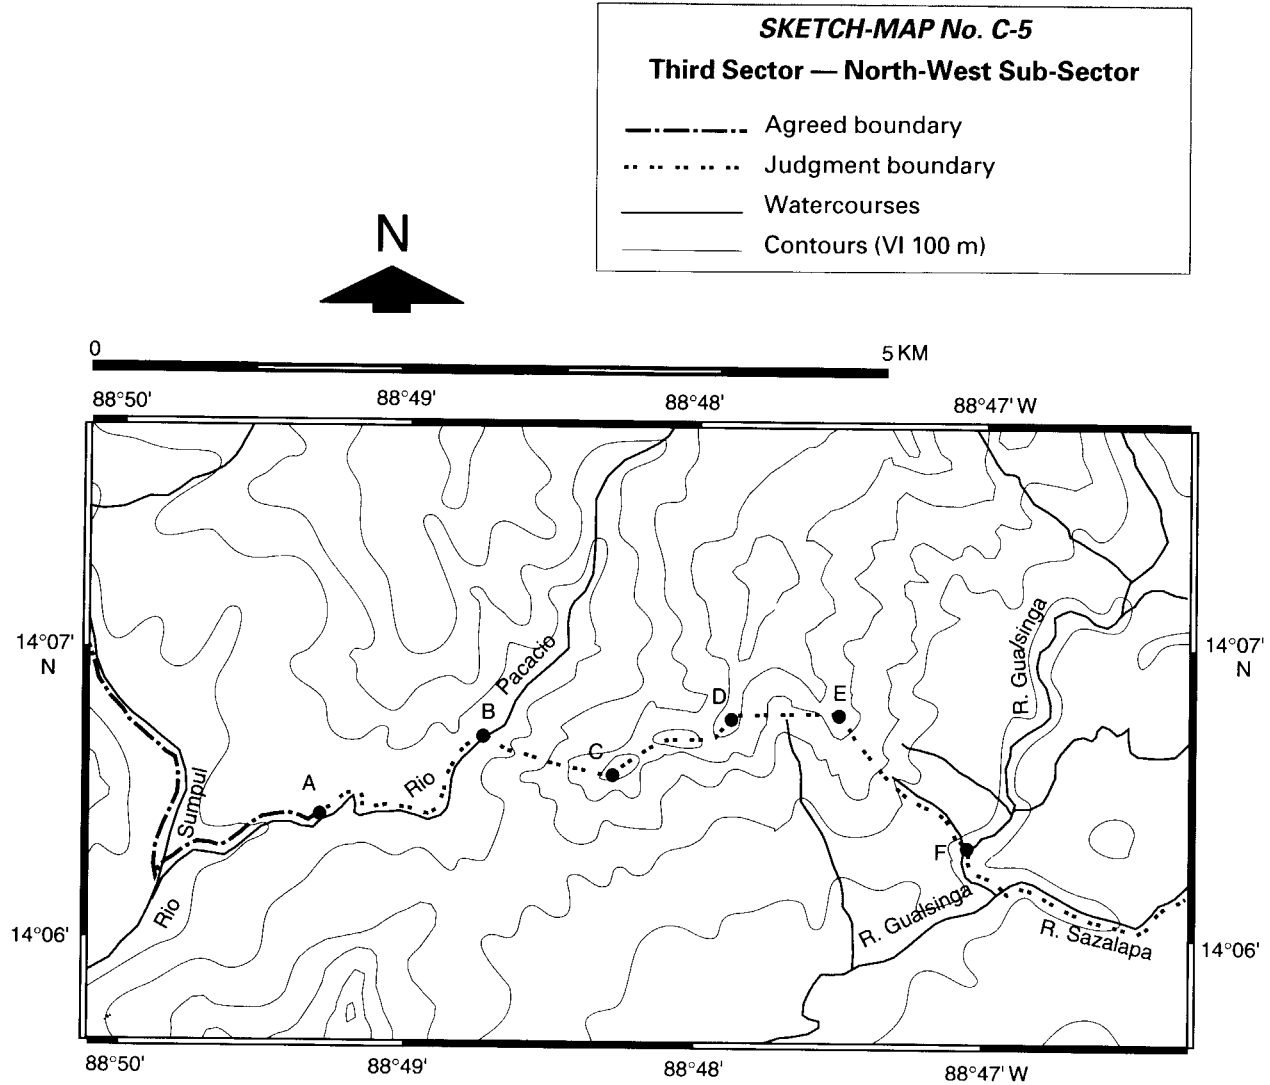 SKETCH-MAP No. C-5
Third Sector — North-West Sub-Sector
Agreed boundary
Judgment boundary
Watercourses
Contours (VI 100 m)
N
0
5 KM
88°50'
88°49'
88°48'
88°47' W
14°07'
N
14°07'
N
R. Gualsinga
Pacacio
D
E
B
C
Rio
A
Sumpul
F
R. Gualsinga
Rio
R. Sazalapa
14°06'
14°06'
88°50'
88°49'
88°48'
88°47' W